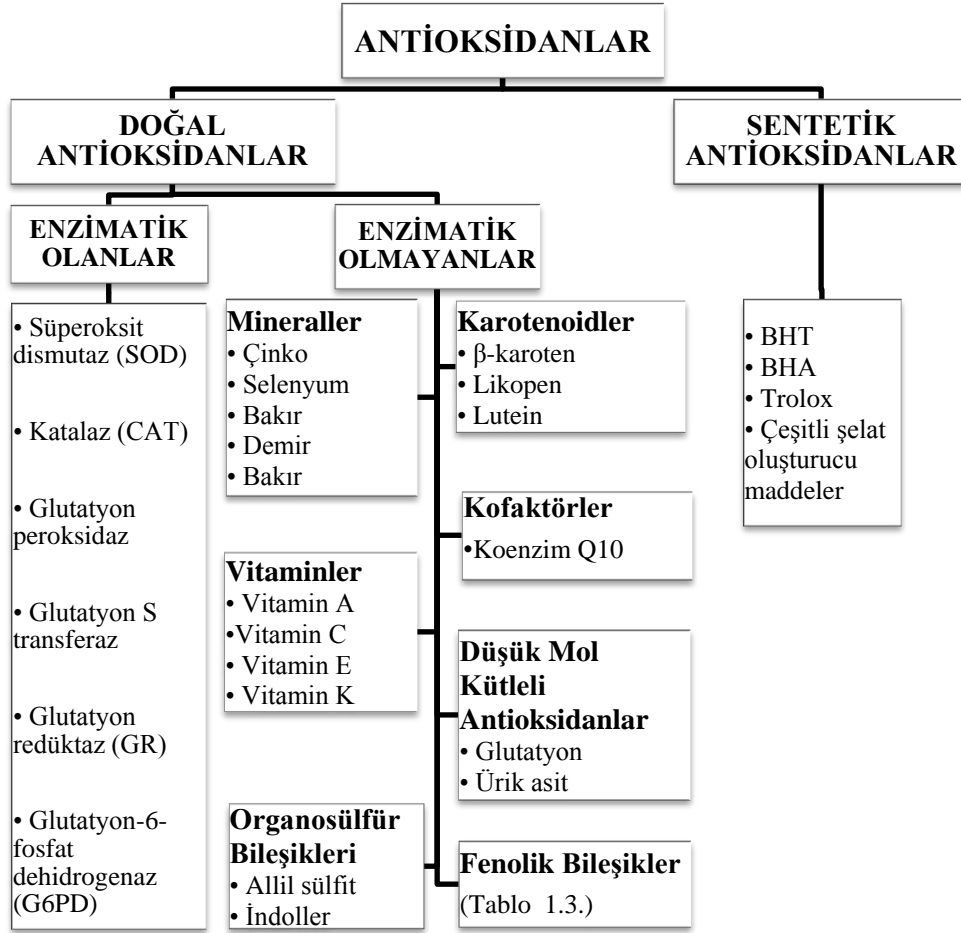 ANTİOKSİDANLAR
DOĞAL
ANTİOKSİDANLAR
SENTETİK
ANTİOKSİDANLAR
ENZİMATİK
OLANLAR
ENZİMATİK
OLMAYANLAR
• Süperoksit
dismutaz (SOD)
• Katalaz (CAT)
• Glutatyon
peroksidaz
• Glutatyon S
transferaz
• Glutatyon
redüktaz (GR)
• Glutatyon-6-
fosfat
dehidrogenaz
(G6PD)
Mineraller
• Çinko
• Selenyum
• Bakır
• Demir
• Bakır
Vitaminler
• Vitamin A
•Vitamin C
• Vitamin E
• Vitamin K
Organosülfür
Bileşikleri
• Allil sülfit
• İndoller
Karotenoidler
• β-karoten
• Likopen
• Lutein
Kofaktörler
•Koenzim Q10
Düşük Mol
Kütleli
Antioksidanlar
• Glutatyon
• Ürik asit
Fenolik Bileşikler
(Tablo 1.3.)
• BHT
• BHA
• Trolox
• Çeşitli şelat
oluşturucu
maddeler